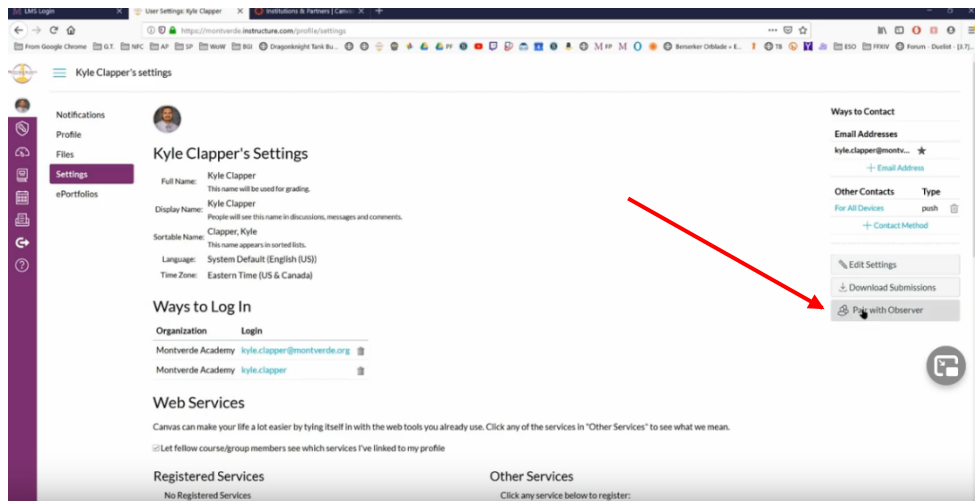 LMS Login
User Settings: Kyle Clapper
Institutions & Partners | Canvas
https://montverde.instructure.com/profile/settings
From Google Chrome G.T. NFC AF SP WoW BGI Dragonknight Tank Bu... FF FP M Berserker Orblade « E... TB ESO FFXIV Forum - Duelist - [3.7]...
Kyle Clapper's settings
Notifications
Profile
Files
Settings
ePortfolios
Kyle Clapper's Settings
Full Name: Kyle Clapper
This name will be used for grading.
Display Name: Kyle Clapper
People will see this name in discussions, messages and comments.
Sortable Name: Clapper, Kyle
This name appears in sorted lists.
Language: System Default (English (US))
Time Zone: Eastern Time (US & Canada)
Ways to Log In
Organization Login
Montverde Academy kyle.clapper@montverde.org
Montverde Academy kyle.clapper
Web Services
Canvas can make your life a lot easier by tying itself in with the web tools you already use. Click any of the services in "Other Services" to see what we mean.
Let fellow course/group members see which services I've linked to my profile
Registered Services
No Registered Services
Other Services
Click any service below to register:
Ways to Contact
Email Addresses
kyle.clapper@montv...
+ Email Address
Other Contacts Type
For All Devices push
+ Contact Method
Edit Settings
Download Submissions
Pair with Observer